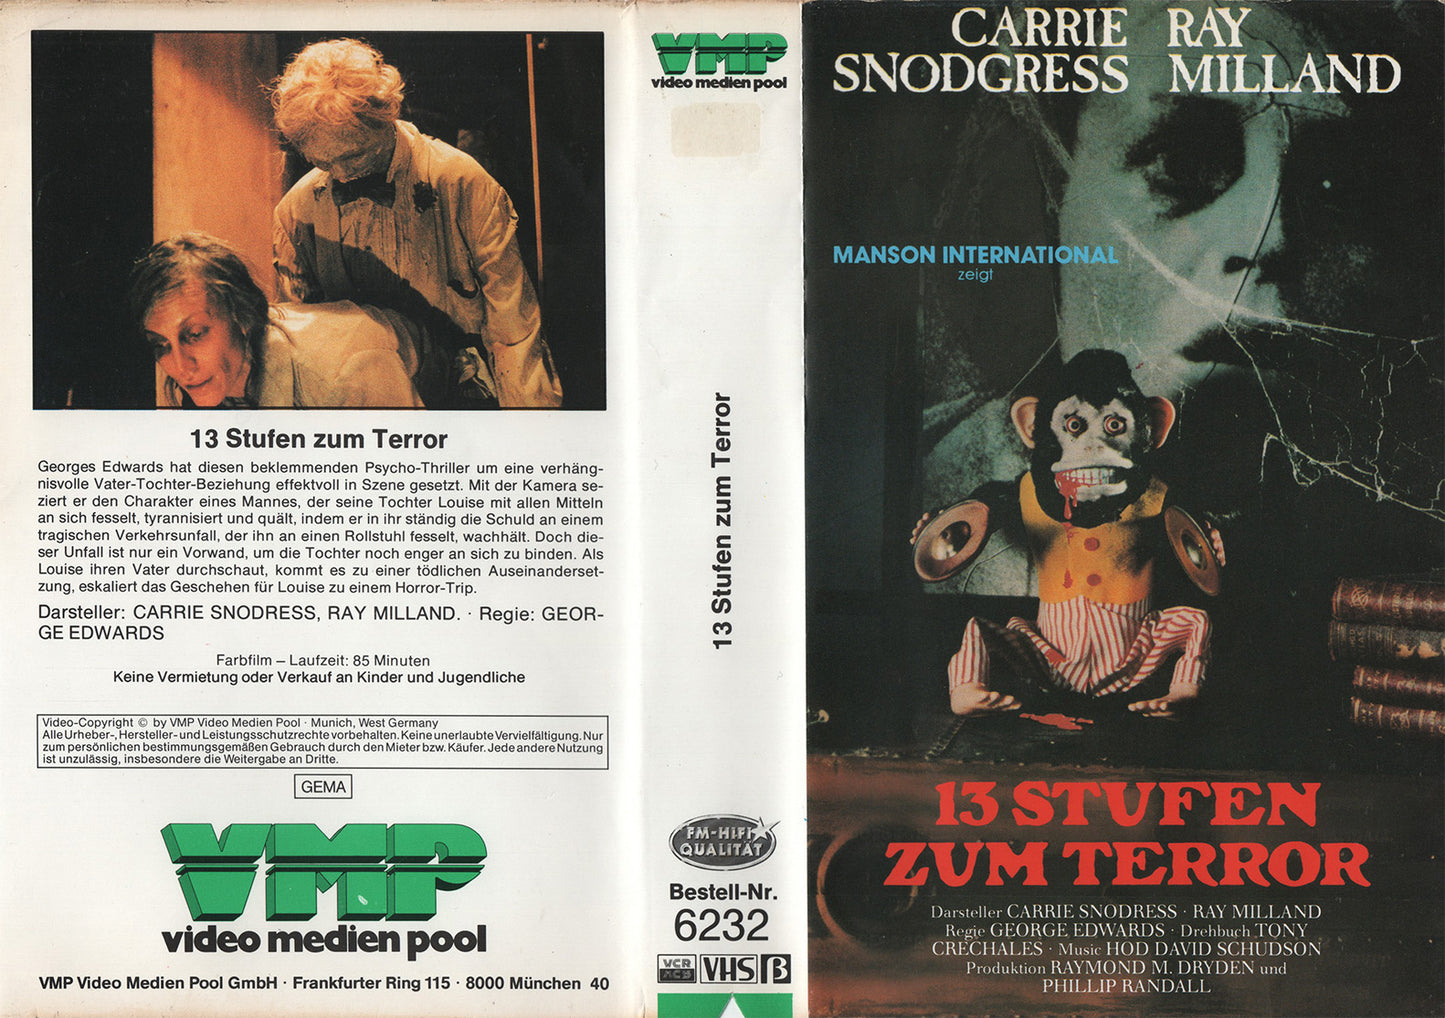 13 Stufen zum Terror
Georges Edwards hat diesen beklemmenden Psycho-Thriller um eine verhäng-
nisvolle Vater-Tochter-Beziehung effektvoll in Szene gesetzt. Mit der Kamera se-
ziert er den Charakter eines Mannes, der seine Tochter Louise mit allen Mitteln
an sich fesselt, tyrannisiert und quält, indem er in ihr ständig die Schuld an einem
tragischen Verkehrsunfall, der ihn an einen Rollstuhl fesselt, wachhält. Doch die-
ser Unfall ist nur ein Vorwand, um die Tochter noch enger an sich zu binden. Als
Louise ihren Vater durchschaut, kommt es zu einer tödlichen Auseinanderset-
zung, eskaliert das Geschehen für Louise zu einem Horror-Trip.
Darsteller: CARRIE SNODRESS, RAY MILLAND. · Regie: GEOR-
GE EDWARDS
Farbfilm – Laufzeit: 85 Minuten
Keine Vermietung oder Verkauf an Kinder und Jugendliche
Video-Copyright © by VMP Video Medien Pool · Munich, West Germany
Alle Urheber-, Hersteller- und Leistungsschutzrechte vorbehalten. Keine unerlaubte Vervielfältigung. Nur
zum persönlichen bestimmungsgemäßen Gebrauch durch den Mieter bzw. Käufer. Jede andere Nutzung
ist unzulässig, insbesondere die Weitergabe an Dritte.
GEMA
VMP
video medien pool
VMP Video Medien Pool GmbH · Frankfurter Ring 115 · 8000 München 40
VMP
video medien pool
13 Stufen zum Terror
FM-HIFI
QUALITÄT
Bestell-Nr.
6232
VCR
VHS B
CARRIE RAY
SNODGRESS MILLAND
MANSON INTERNATIONAL
zeigt
13 STUFEN
ZUM TERROR
Darsteller CARRIE SNODRESS · RAY MILLAND
Regie GEORGE EDWARDS · Drehbuch TONY
CRECHALES · Music HOD DAVID SCHUDSON
Produktion RAYMOND M. DRYDEN und
PHILLIP RANDALL